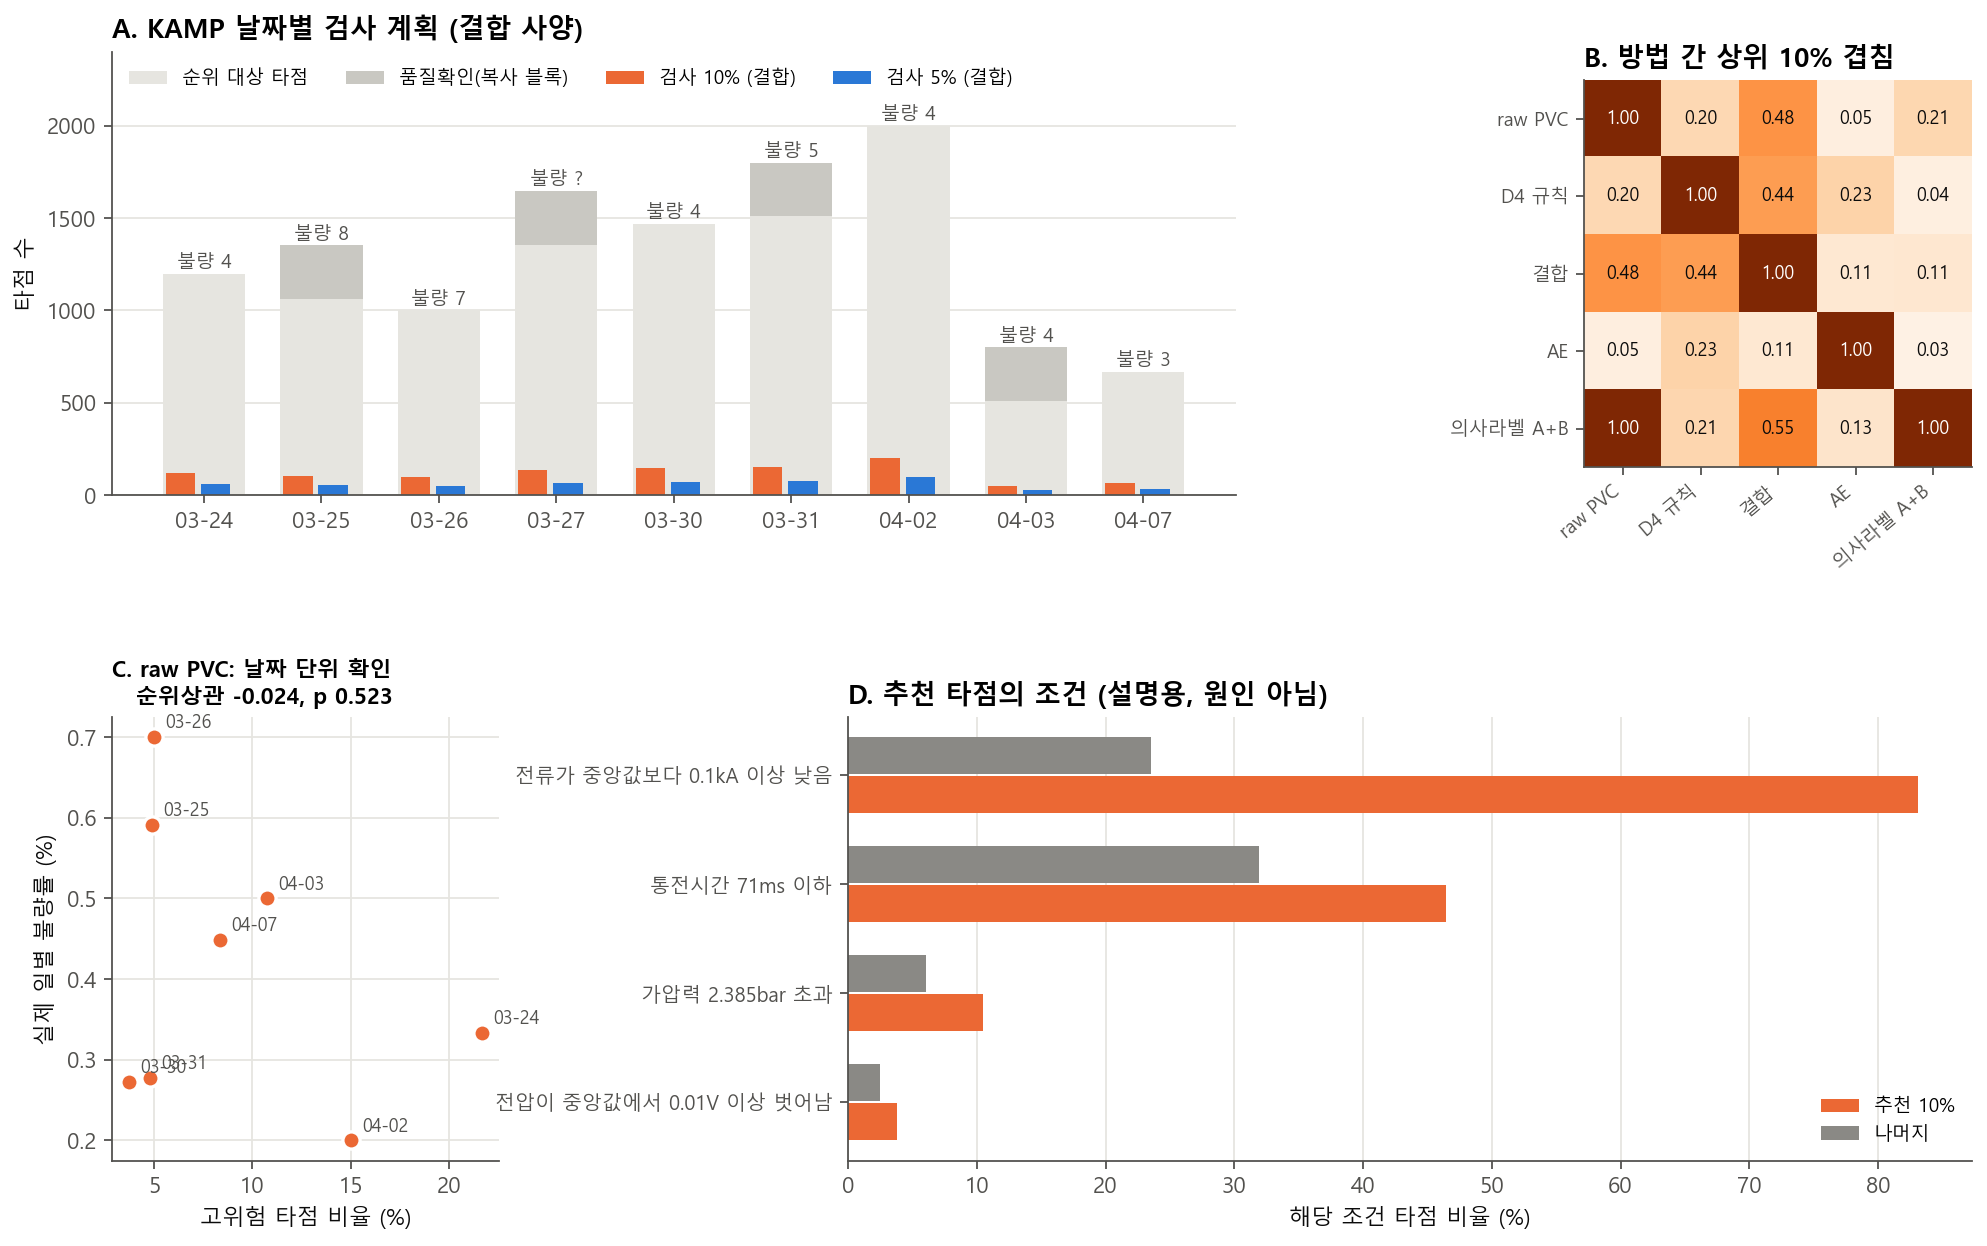 A. KAMP 날짜별 검사 계획 (결합 사양)
순위 대상 타점
품질확인(복사 블록)
검사 10% (결합)
검사 5% (결합)
타점 수
2000
1500
1000
500
0
불량 4
불량 8
불량 7
불량 ?
불량 4
불량 5
불량 4
불량 4
불량 3
03-24
03-25
03-26
03-27
03-30
03-31
04-02
04-03
04-07
B. 방법 간 상위 10% 겹침
raw PVC 1.00 0.20 0.48 0.05 0.21
D4 규칙 0.20 1.00 0.44 0.23 0.04
결합 0.48 0.44 1.00 0.11 0.11
AE 0.05 0.23 0.11 1.00 0.03
의사라벨 A+B 1.00 0.21 0.55 0.13 1.00
raw PVC
D4 규칙
결합
AE
의사라벨 A+B
C. raw PVC: 날짜 단위 확인
순위상관 -0.024, p 0.523
실제 일별 불량률 (%)
0.7
0.6
0.5
0.4
0.3
0.2
03-26
03-25
04-03
04-07
03-24
03-30
03-31
04-02
5
10
15
20
고위험 타점 비율 (%)
D. 추천 타점의 조건 (설명용, 원인 아님)
전류가 중앙값보다 0.1kA 이상 낮음
통전시간 71ms 이하
가압력 2.385bar 초과
전압이 중앙값에서 0.01V 이상 벗어남
추천 10%
나머지
0
10
20
30
40
50
60
70
80
해당 조건 타점 비율 (%)